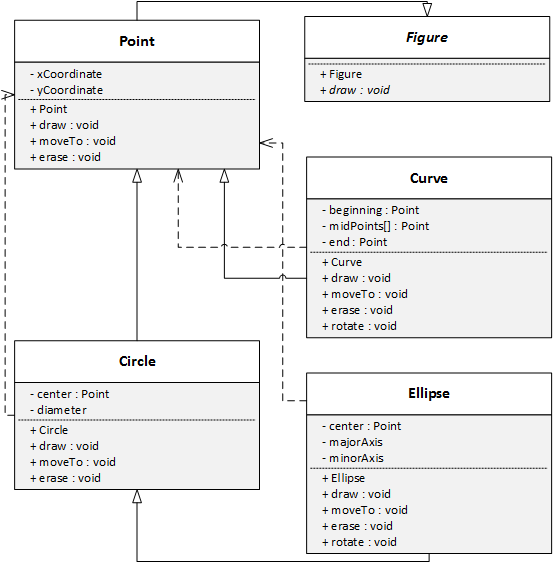 Point
- xCoordinate
- yCoordinate
+ Point
+ draw : void
+ moveTo : void
+ erase : void
Figure
+ Figure
+ draw : void
Curve
- beginning : Point
- midPoints[] : Point
- end : Point
+ Curve
+ draw : void
+ moveTo : void
+ erase : void
+ rotate : void
Circle
- center : Point
- diameter
+ Circle
+ draw : void
+ moveTo : void
+ erase : void
Ellipse
- center : Point
- majorAxis
- minorAxis
+ Ellipse
+ draw : void
+ moveTo : void
+ erase : void
+ rotate : void